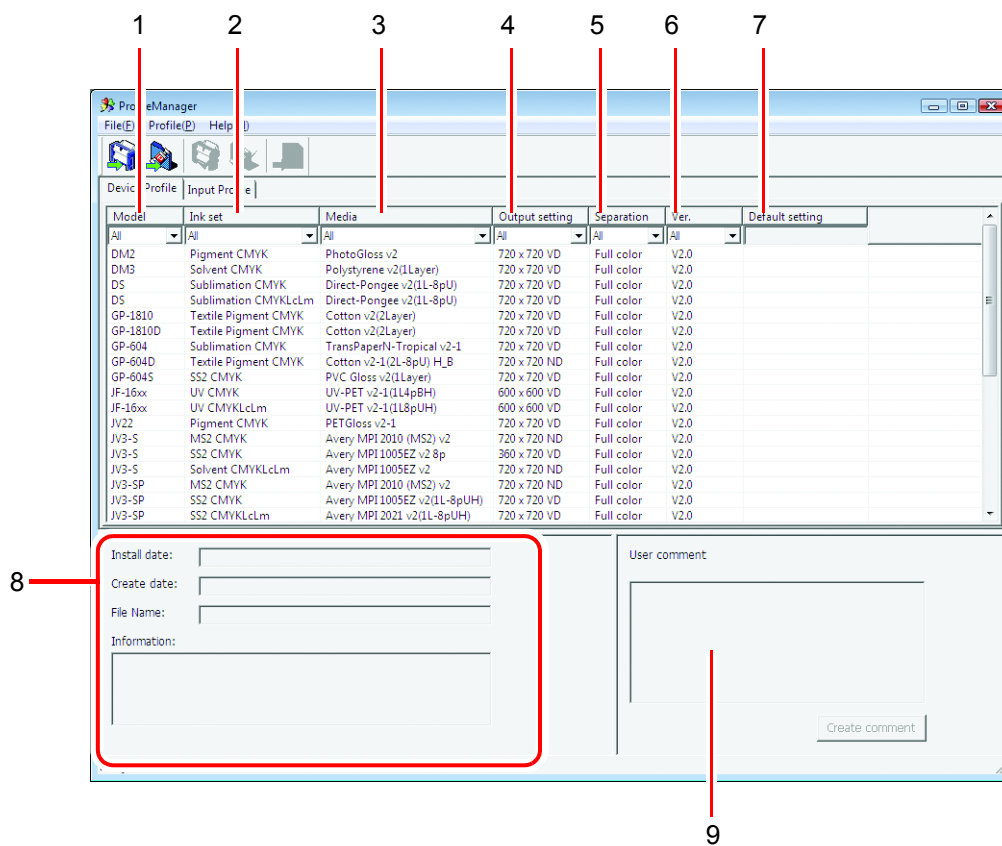 1 2 3 4 5 6 7
ProfileManager
File(F) Profile(P) Help(H)
Device Profile Input Profile
Model Ink set Media Output setting Separation Ver. Default setting
All All All All All All
DM2 Pigment CMYK PhotoGloss v2 720 x 720 VD Full color V2.0
DM3 Solvent CMYK Polystyrene v2(1Layer) 720 x 720 VD Full color V2.0
DS Sublimation CMYK Direct-Pongee v2(1L-8pU) 720 x 720 VD Full color V2.0
DS Sublimation CMYKLcLm Direct-Pongee v2(1L-8pU) 720 x 720 VD Full color V2.0
GP-1810 Textile Pigment CMYK Cotton v2(2Layer) 720 x 720 VD Full color V2.0
GP-1810D Textile Pigment CMYK Cotton v2(2Layer) 720 x 720 VD Full color V2.0
GP-604 Sublimation CMYK TransPaperN-Tropical v2-1 720 x 720 VD Full color V2.0
GP-604D Textile Pigment CMYK Cotton v2-1(2L-8pU) H_B 720 x 720 ND Full color V2.0
GP-604S SS2 CMYK PVC Gloss v2(1Layer) 720 x 720 VD Full color V2.0
JF-16xx UV CMYK UV-PET v2-1(1L4pBH) 600 x 600 VD Full color V2.0
JF-16xx UV CMYKLcLm UV-PET v2-1(1L8pUH) 600 x 600 VD Full color V2.0
JV22 Pigment CMYK PETGloss v2-1 720 x 720 VD Full color V2.0
JV3-S MS2 CMYK Avery MPI 2010 (MS2) v2 720 x 720 ND Full color V2.0
JV3-S SS2 CMYK Avery MPI 1005EZ v2 8p 360 x 720 VD Full color V2.0
JV3-S Solvent CMYKLcLm Avery MPI 1005EZ v2 720 x 720 ND Full color V2.0
JV3-SP MS2 CMYK Avery MPI 2010 (MS2) v2 720 x 720 ND Full color V2.0
JV3-SP SS2 CMYK Avery MPI 1005EZ v2(1L-8pUH) 720 x 720 VD Full color V2.0
JV3-SP SS2 CMYKLcLm Avery MPI 2021 v2(1L-8pUH) 720 x 720 VD Full color V2.0
Install date:
Create date:
File Name:
Information:
8
User comment
Create comment
9